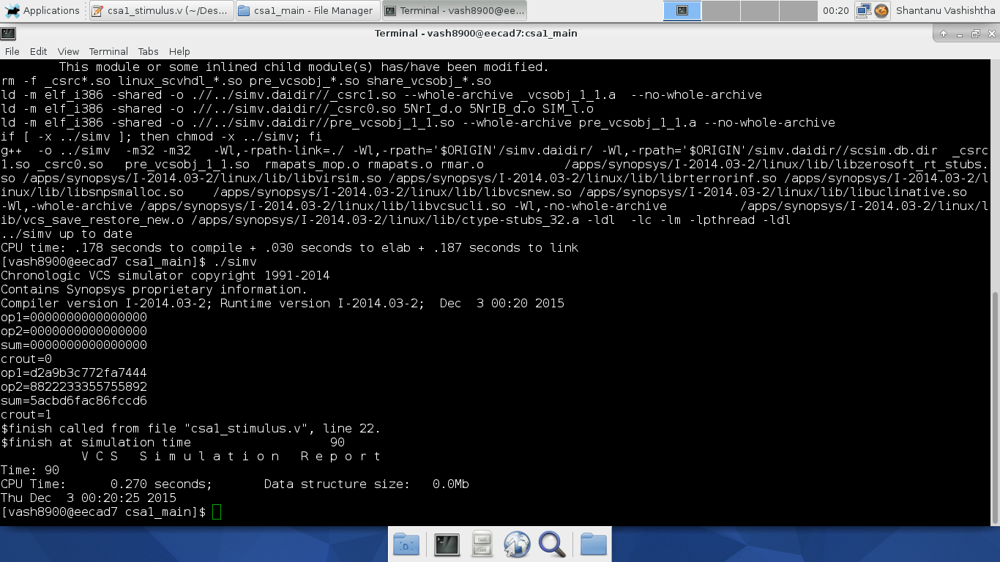 Applications csa1_stimulus.v (~/Des... csa1_main - File Manager Terminal - vash8900@ee... 00:20 Shantanu Vashishtha
Terminal - vash8900@eecad7:csa1_main
File Edit View Terminal Tabs Help
This module or some inlined child module(s) has/have been modified.
rm -f _csrc*.so linux_scvhdl_*.so pre_vcsobj_*.so share_vcsobj_*.so
ld -m elf_i386 -shared -o .//../simv.daidir//_csrc1.so --whole-archive _vcsobj_1_1.a  --no-whole-archive
ld -m elf_i386 -shared -o .//../simv.daidir//_csrc0.so 5NrI_d.o 5NrIB_d.o SIM_l.o
ld -m elf_i386 -shared -o .//../simv.daidir//pre_vcsobj_1_1.so --whole-archive pre_vcsobj_1_1.a --no-whole-archive
if [ -x ../simv ]; then chmod -x ../simv; fi
g++  -o ../simv  -m32 -m32   -Wl,-rpath-link=./ -Wl,-rpath='$ORIGIN'/simv.daidir/ -Wl,-rpath='$ORIGIN'/simv.daidir//scsim.db.dir  _csrc
1.so _csrc0.so   pre_vcsobj_1_1.so  rmapats_mop.o rmapats.o rmar.o           /apps/synopsys/I-2014.03-2/linux/lib/libzerosoft_rt_stubs.
so /apps/synopsys/I-2014.03-2/linux/lib/libvirsim.so /apps/synopsys/I-2014.03-2/linux/lib/librterrorinf.so /apps/synopsys/I-2014.03-2/l
inux/lib/libsnpsmalloc.so    /apps/synopsys/I-2014.03-2/linux/lib/libvcsnew.so /apps/synopsys/I-2014.03-2/linux/lib/libuclinative.so
-Wl,-whole-archive /apps/synopsys/I-2014.03-2/linux/lib/libvcsucli.so -Wl,-no-whole-archive          /apps/synopsys/I-2014.03-2/linux/l
ib/vcs_save_restore_new.o /apps/synopsys/I-2014.03-2/linux/lib/ctype-stubs_32.a -ldl  -lc -lm -lpthread -ldl
../simv up to date
CPU time: .178 seconds to compile + .030 seconds to elab + .187 seconds to link
[vash8900@eecad7 csa1_main]$ ./simv
Chronologic VCS simulator copyright 1991-2014
Contains Synopsys proprietary information.
Compiler version I-2014.03-2; Runtime version I-2014.03-2;  Dec  3 00:20 2015
op1=0000000000000000
op2=0000000000000000
sum=0000000000000000
crout=0
op1=d2a9b3c772fa7444
op2=8822233355755892
sum=5acbd6fac86fccd6
crout=1
$finish called from file "csa1_stimulus.v", line 22.
$finish at simulation time                   90
V C S   S i m u l a t i o n   R e p o r t
Time: 90
CPU Time:      0.270 seconds;       Data structure size:   0.0Mb
Thu Dec  3 00:20:25 2015
[vash8900@eecad7 csa1_main]$